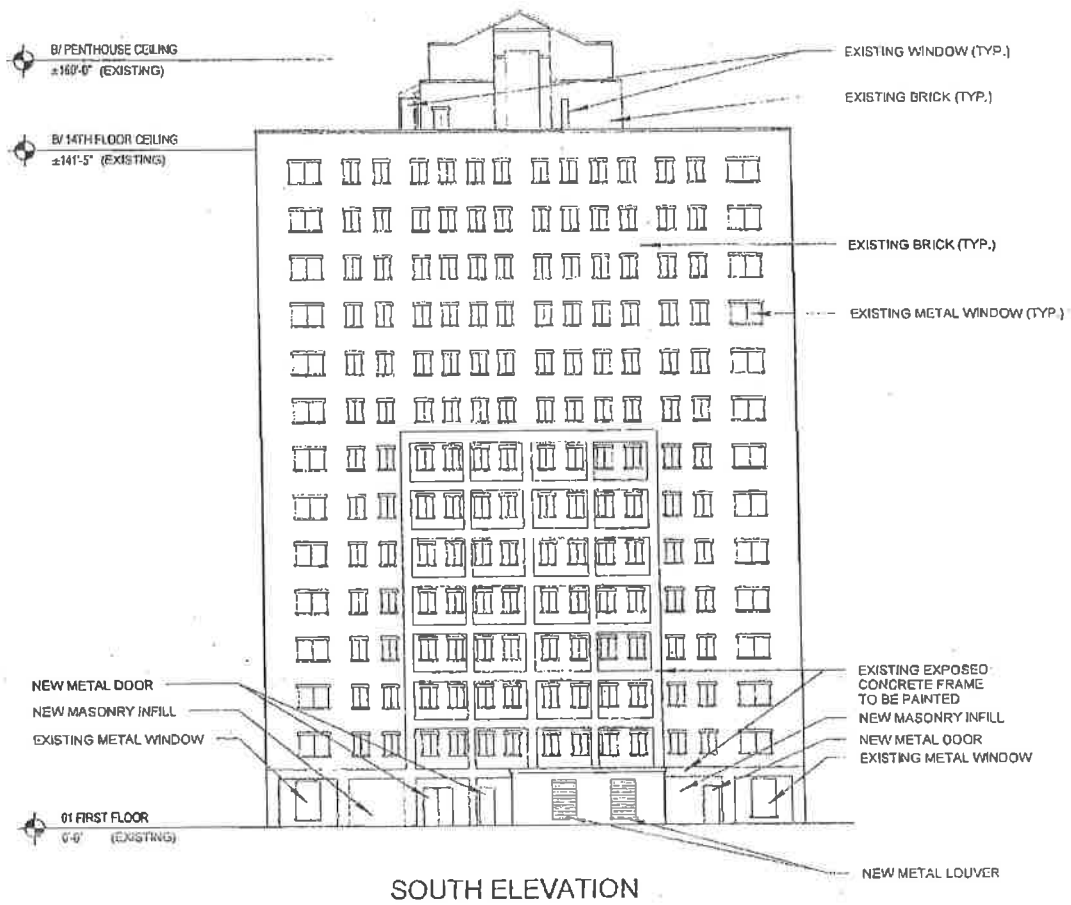 B/ PENTHOUSE CEILING
±160'-0" (EXISTING)
B/ 14TH FLOOR CEILING
±141'-5" (EXISTING)
EXISTING WINDOW (TYP.)
EXISTING BRICK (TYP.)
EXISTING BRICK (TYP.)
EXISTING METAL WINDOW (TYP.)
NEW METAL DOOR
NEW MASONRY INFILL
EXISTING METAL WINDOW
EXISTING EXPOSED
CONCRETE FRAME
TO BE PAINTED
NEW MASONRY INFILL
NEW METAL DOOR
EXISTING METAL WINDOW
01 FIRST FLOOR
0'-0" (EXISTING)
NEW METAL LOUVER
SOUTH ELEVATION